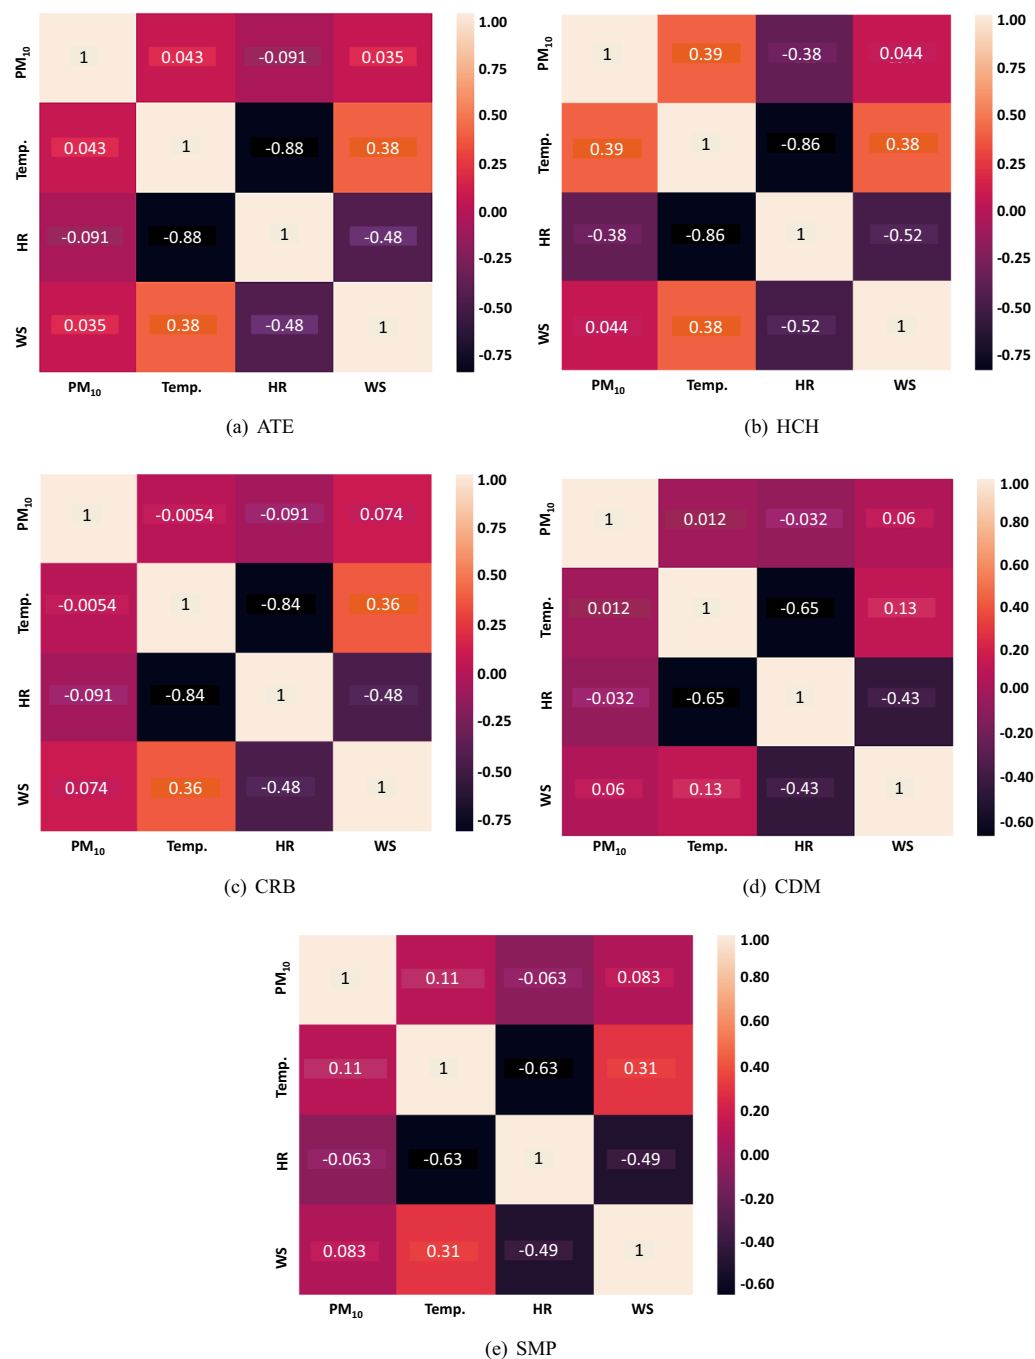 1.00
PM10 1 0.043 -0.091 0.035
0.75
0.50
Temp. 0.043 1 -0.88 0.38
0.25
0.00
HR -0.091 -0.88 1 -0.48
-0.25
-0.50
WS 0.035 0.38 -0.48 1
-0.75
PM10 Temp. HR WS
(a) ATE
1.00
PM10 1 0.39 -0.38 0.044
0.75
0.50
Temp. 0.39 1 -0.86 0.38
0.25
0.00
HR -0.38 -0.86 1 -0.52
-0.25
-0.50
WS 0.044 0.38 -0.52 1
-0.75
PM10 Temp. HR WS
(b) HCH
1.00
PM10 1 -0.0054 -0.091 0.074
0.75
0.50
Temp. -0.0054 1 -0.84 0.36
0.25
0.00
HR -0.091 -0.84 1 -0.48
-0.25
-0.50
WS 0.074 0.36 -0.48 1
-0.75
PM10 Temp. HR WS
(c) CRB
1.00
PM10 1 0.012 -0.032 0.06
0.80
0.60
0.40
Temp. 0.012 1 -0.65 0.13
0.20
0.00
HR -0.032 -0.65 1 -0.43
-0.20
-0.40
WS 0.06 0.13 -0.43 1
-0.60
PM10 Temp. HR WS
(d) CDM
1.00
PM10 1 0.11 -0.063 0.083
0.80
0.60
0.40
Temp. 0.11 1 -0.63 0.31
0.20
0.00
HR -0.063 -0.63 1 -0.49
-0.20
-0.40
WS 0.083 0.31 -0.49 1
-0.60
PM10 Temp. HR WS
(e) SMP